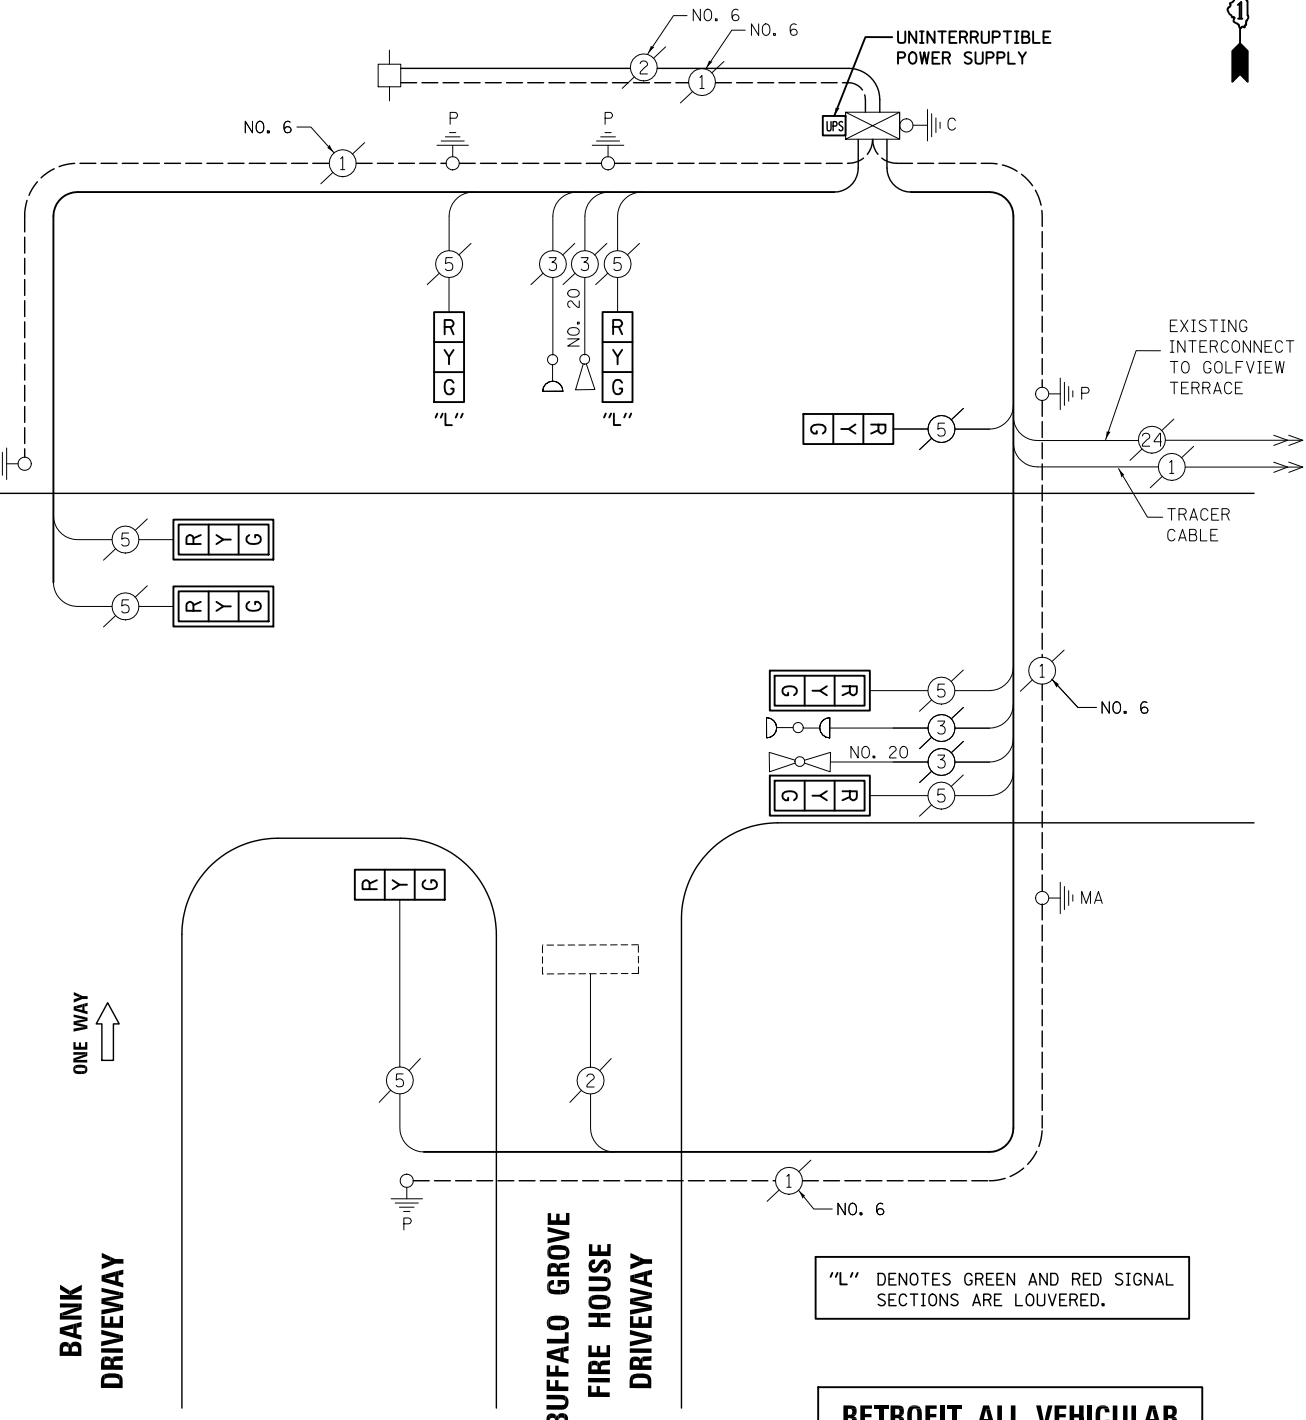 1
NO. 6
NO. 6
UNINTERRUPTIBLE
POWER SUPPLY
2
1
UPS
C
NO. 6
1
P
P
5
3
3
5
NO. 20
R
Y
G
"L"
R
Y
G
"L"
EXISTING
INTERCONNECT
TO GOLFVIEW
TERRACE
P
G Y R
5
24
1
TRACER
CABLE
5
R Y G
5
R Y G
G Y R
5
1
NO. 6
3
NO. 20
3
G Y R
5
R Y G
MA
ONE WAY
5
2
1
NO. 6
P
BANK
DRIVEWAY
BUFFALO GROVE
FIRE HOUSE
DRIVEWAY
"L" DENOTES GREEN AND RED SIGNAL
SECTIONS ARE LOUVERED.
RETROFIT ALL VEHICULAR